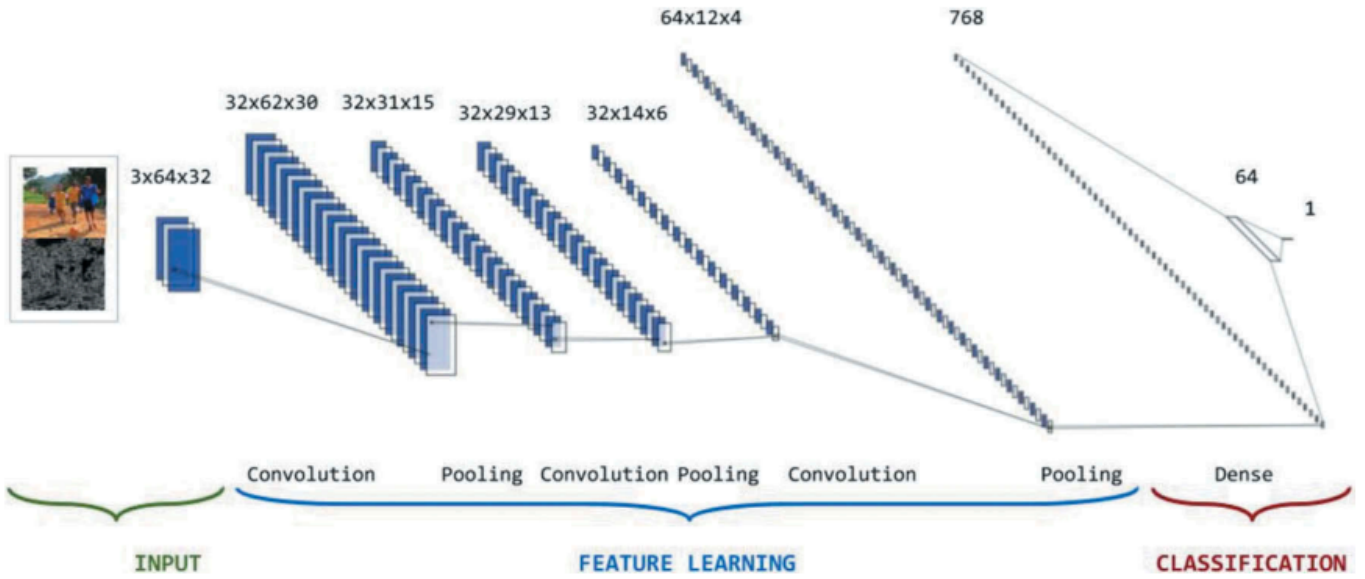 64x12x4
768
32x62x30
32x31x15
32x29x13
32x14x6
3x64x32
64
1
Convolution
Pooling
Convolution
Pooling
Convolution
Pooling
Dense
INPUT
FEATURE LEARNING
CLASSIFICATION